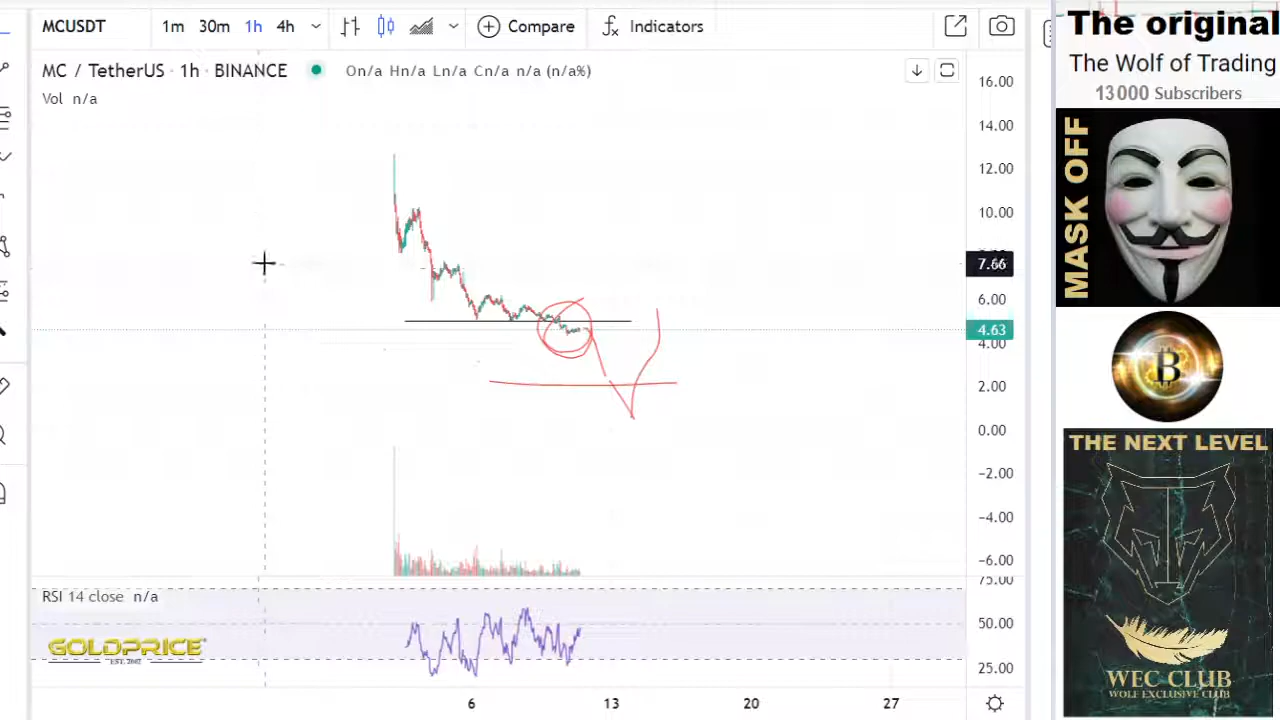 MCUSDT 1m 30m 1h 4h Compare Indicators
MC / TetherUS · 1h · BINANCE On/a Hn/a Ln/a Cn/a n/a (n/a%)
Vol n/a
16.00
14.00
12.00
10.00
7.66
6.00
4.63
4.00
2.00
0.00
−2.00
−4.00
−6.00
75.00
RSI 14 close n/a
50.00
25.00
GOLDPRICE
EST. 2002
6 13 20 27
The original
The Wolf of Trading
13000 Subscribers
MASK OFF
THE NEXT LEVEL
WEC CLUB
WOLF EXCLUSIVE CLUB